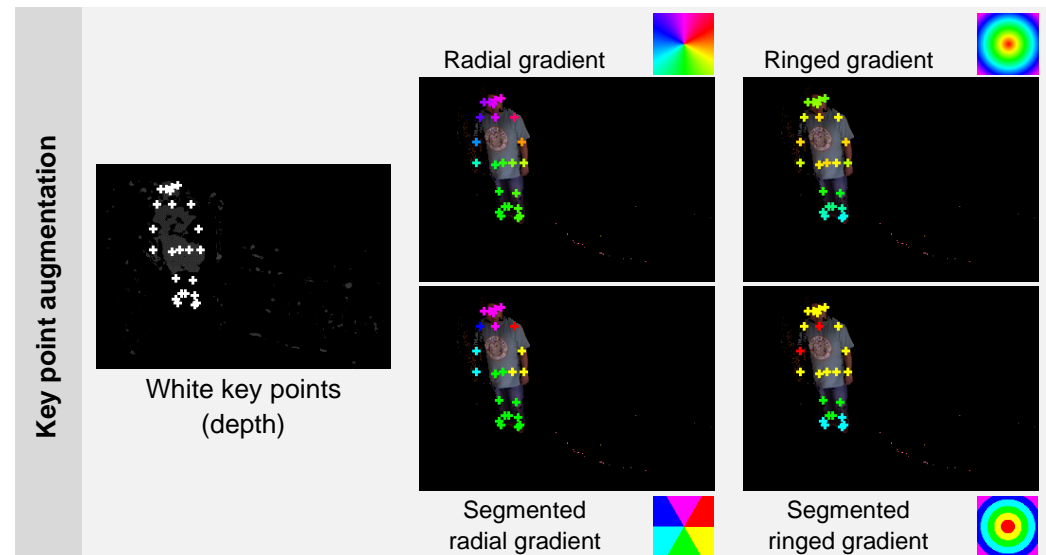 Key point augmentation
White key points
(depth)
Radial gradient
Ringed gradient
Segmented
radial gradient
Segmented
ringed gradient